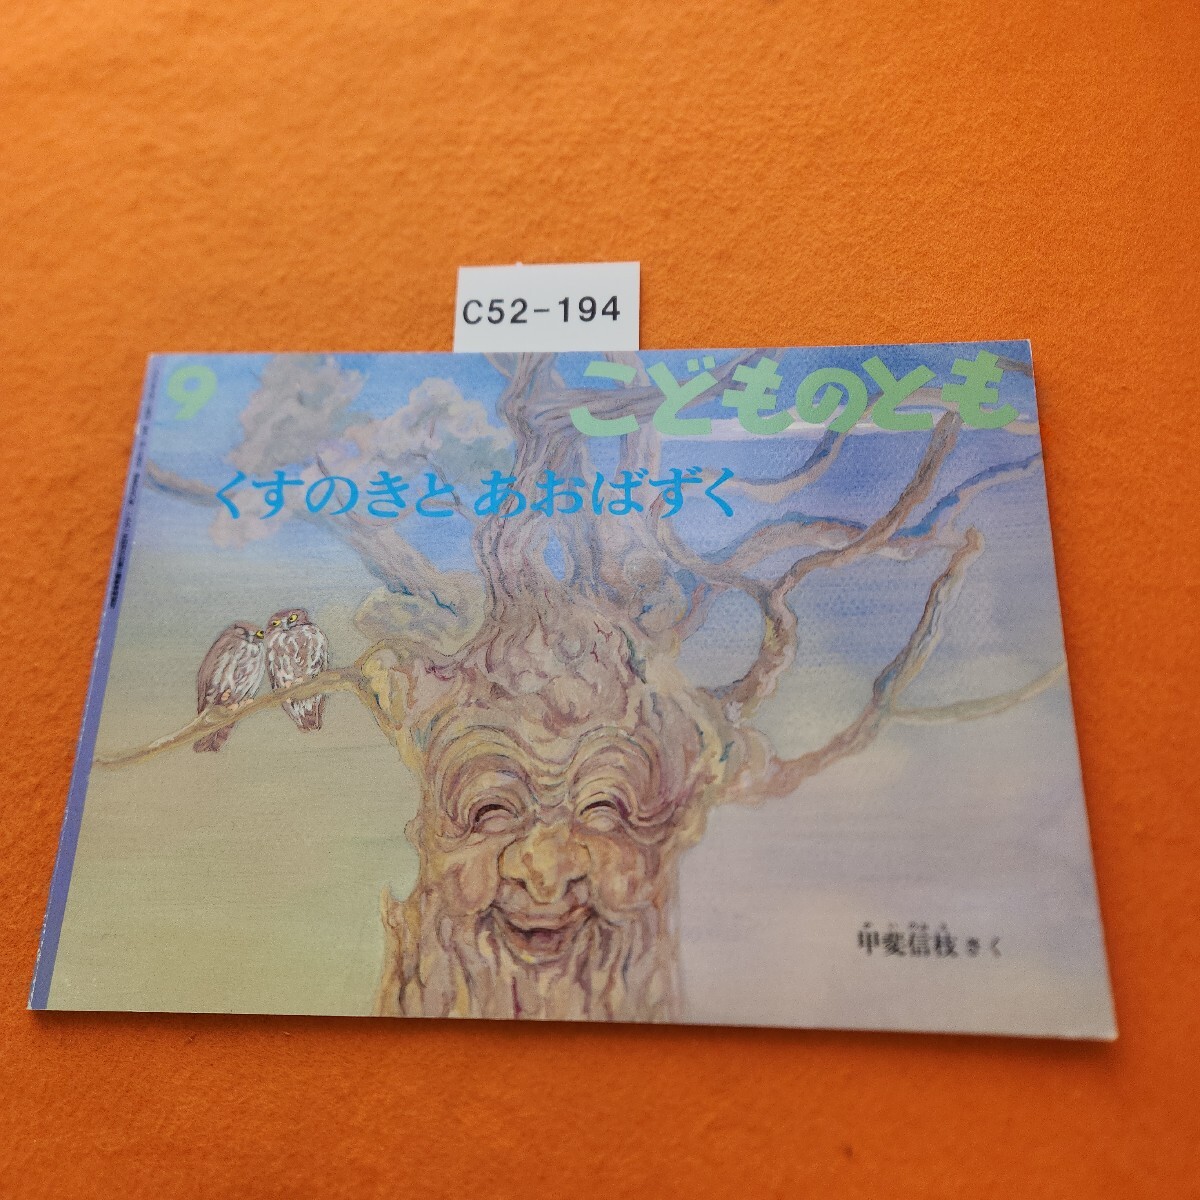 C52-194
9
こどものとも
くすのきと あおばずく
甲斐信枝 さく